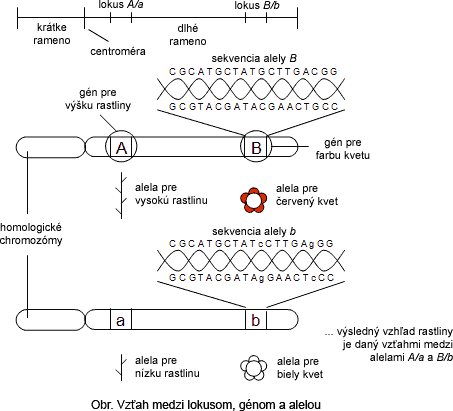 lokus A/a
lokus B/b
krátke
rameno
centroméra
dlhé
rameno
sekvencia alely B
CGCATGCTATGCTTGACGG
GCGTACGATACGAACTGCC
gén pre
výšku rastliny
A
B
gén pre
farbu kvetu
alela pre
vysokú rastlinu
alela pre
červený kvet
homologické
chromozómy
sekvencia alely b
CGCATGCTATcCTTGAgGG
GCGTACGATAgGAACTcCC
a
b
alela pre
nízku rastlinu
alela pre
biely kvet
... výsledný vzhľad rastliny
je daný vzťahmi medzi
alelami A/a a B/b
Obr. Vzťah medzi lokusom, génom a alelou